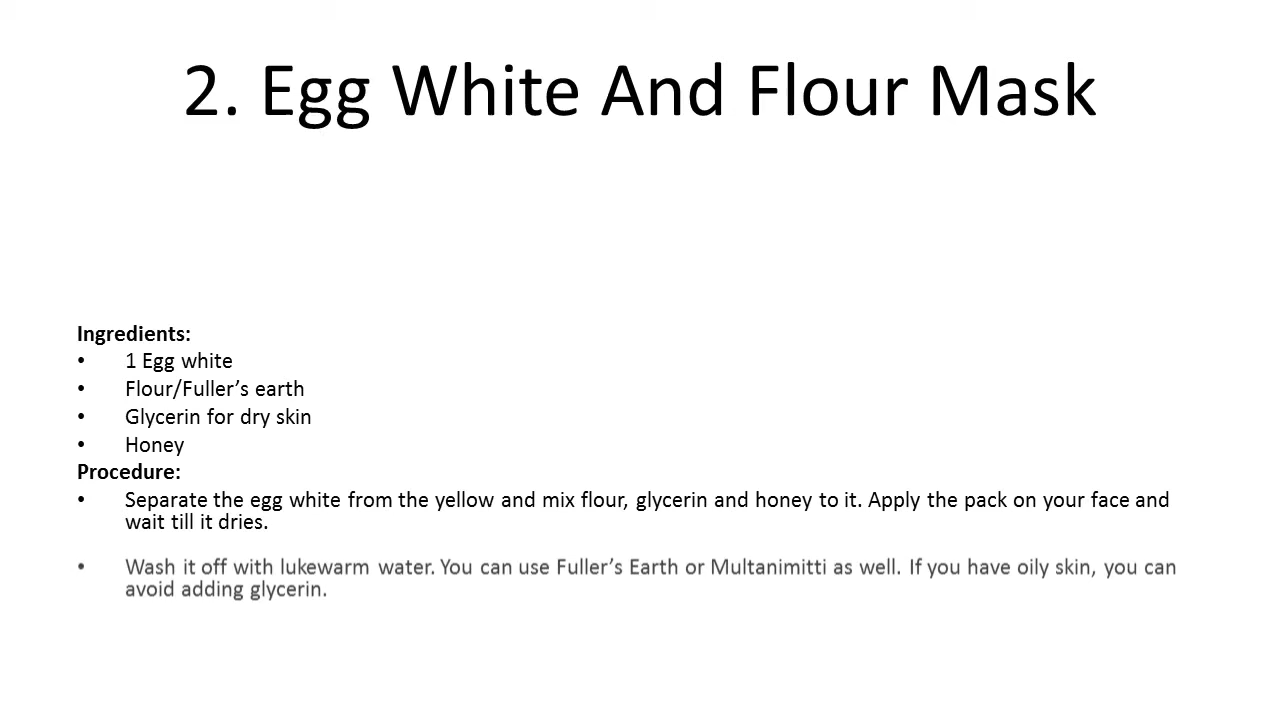 2. Egg White And Flour Mask
Ingredients:
• 1 Egg white
• Flour/Fuller’s earth
• Glycerin for dry skin
• Honey
Procedure:
• Separate the egg white from the yellow and mix flour, glycerin and honey to it. Apply the pack on your face and
wait till it dries.
• Wash it off with lukewarm water. You can use Fuller’s Earth or Multanimitti as well. If you have oily skin, you can
avoid adding glycerin.